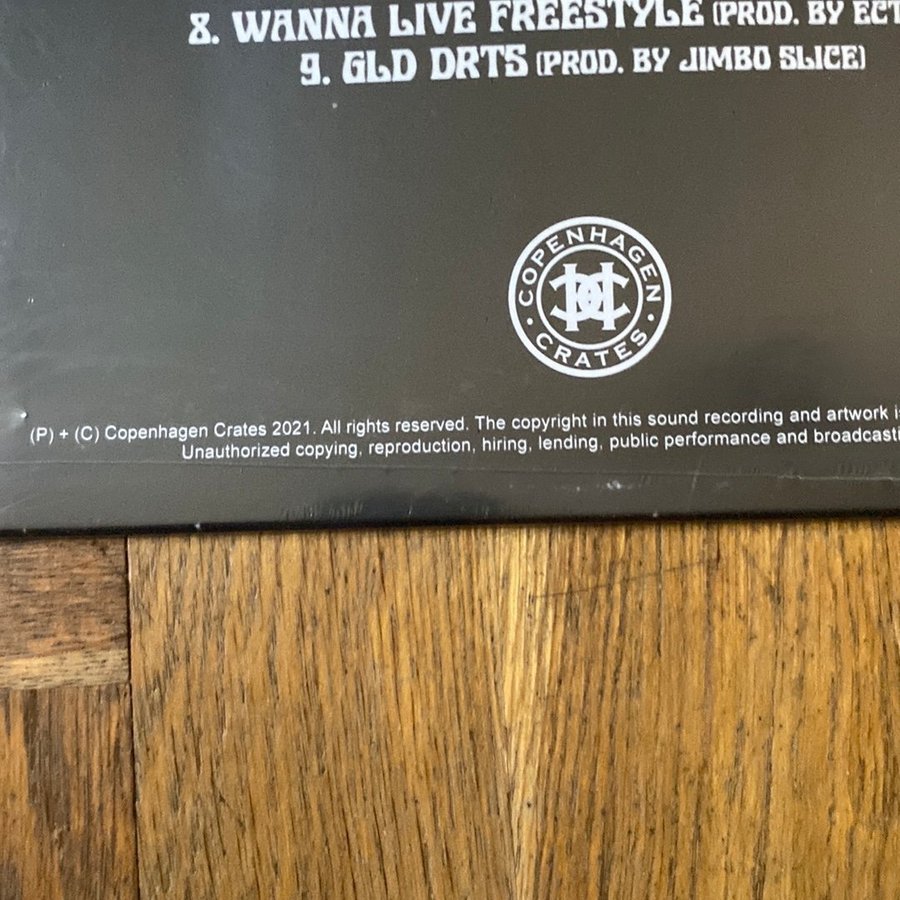 8. WANNA LIVE FREESTYLE (PROD. BY
9. GLD DRTS (PROD. BY JIMBO SLICE)
COPENHAGEN
CRATES
(P) + (C) Copenhagen Crates 2021. All rights reserved. The copyright in this sound recording and artwork
Unauthorized copying, reproduction, hiring, lending, public performance and